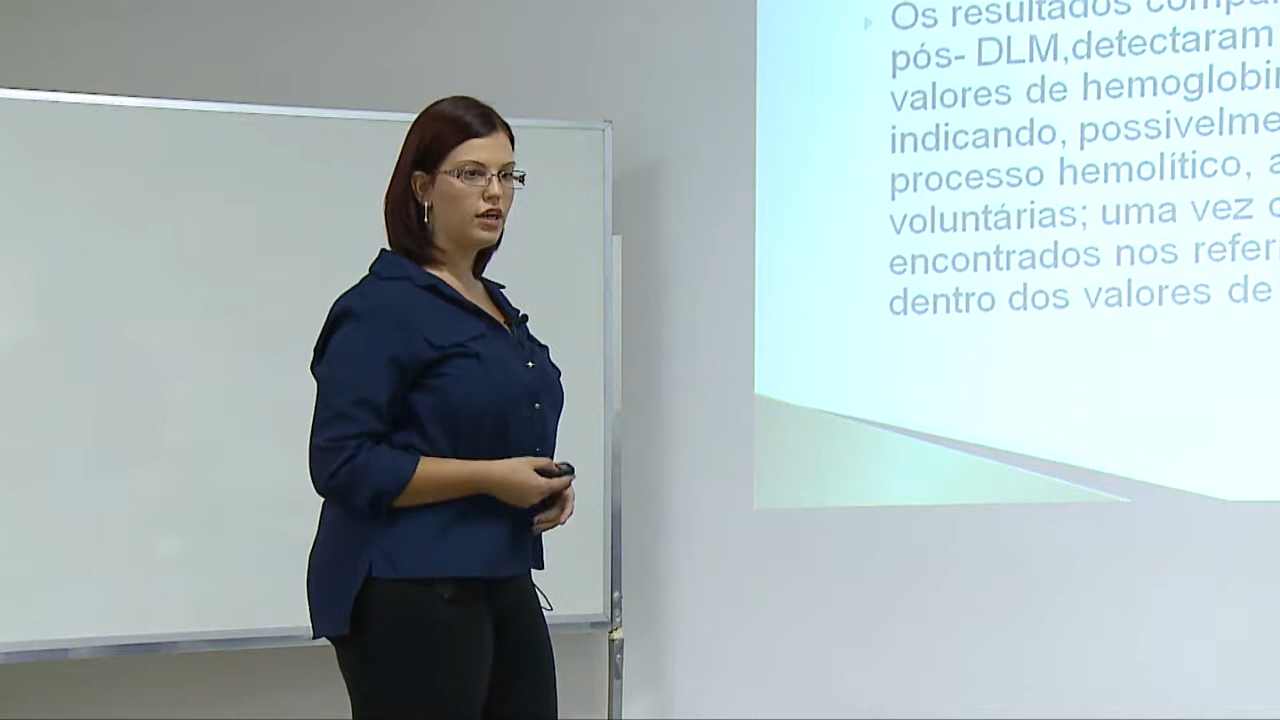 Os resultados
pós- DLM,detectaram
valores de
indicando,
processo hemolítico,
voluntárias; uma vez
encontrados nos
dentro dos valores de